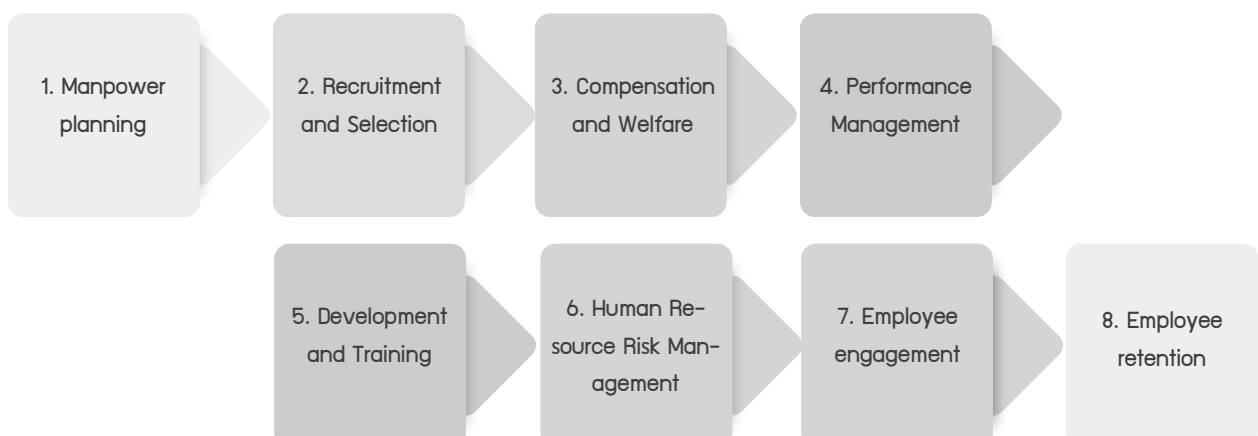 1. Manpower
planning
2. Recruitment
and Selection
3. Compensation
and Welfare
4. Performance
Management
5. Development
and Training
6. Human Re-
source Risk Man-
agement
7. Employee
engagement
8. Employee
retention